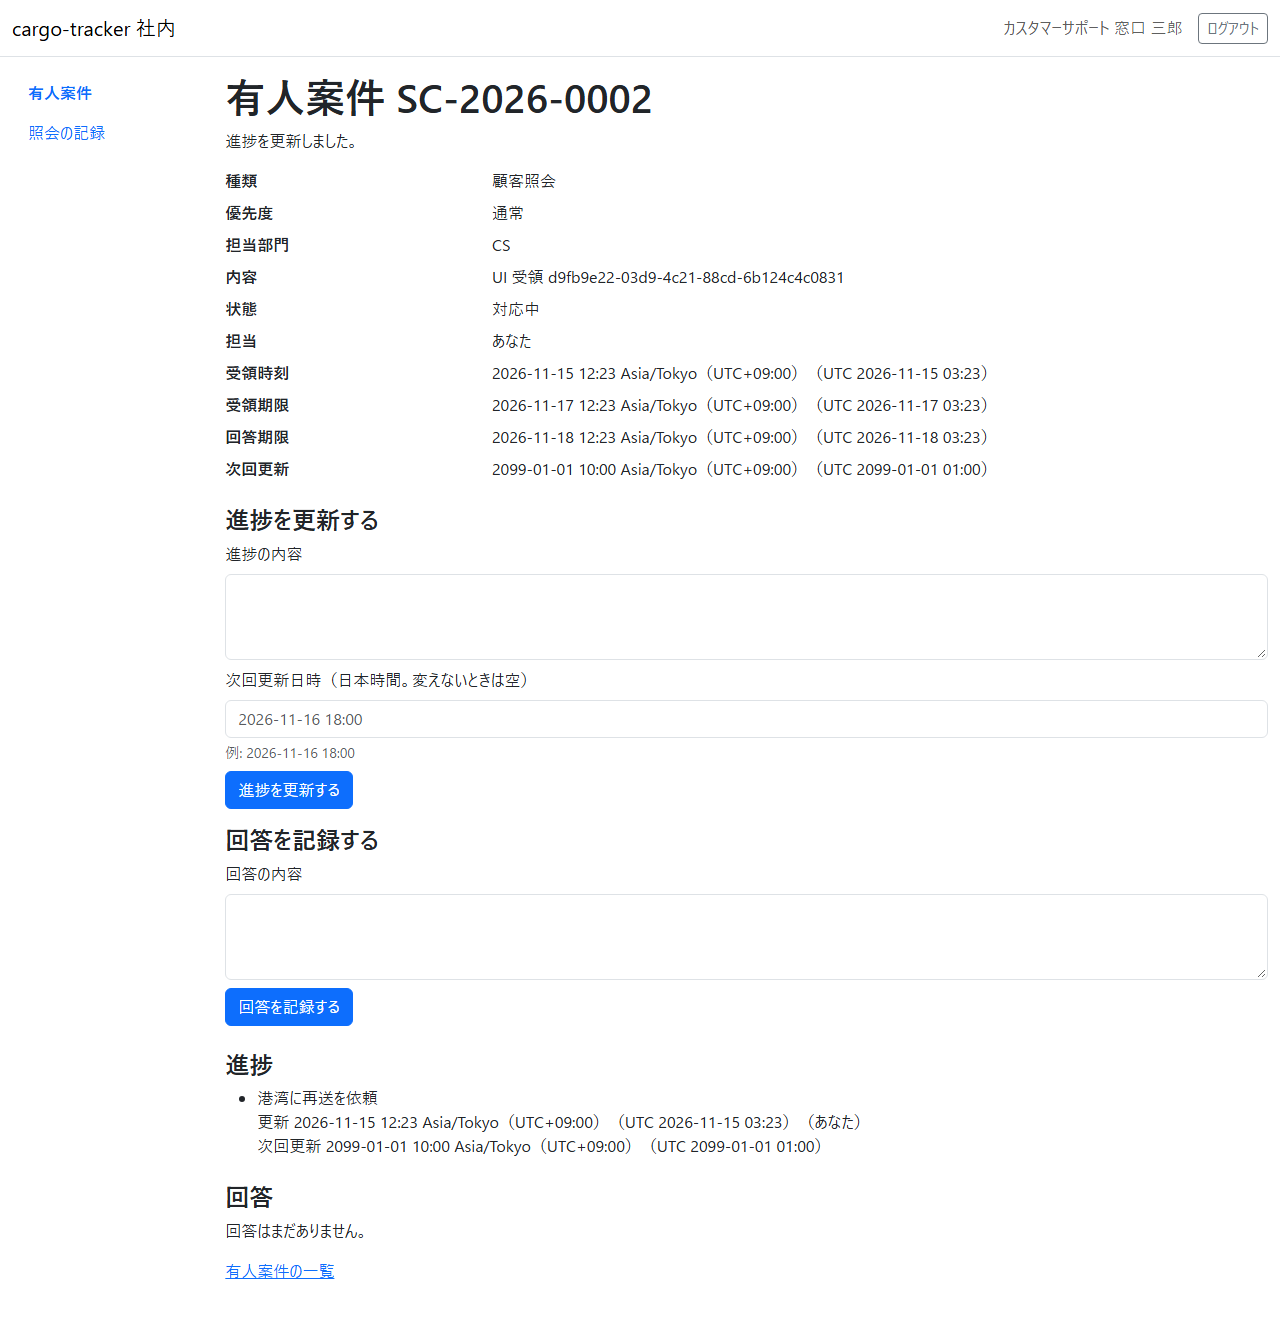 cargo-tracker 社内
カスタマーサポート 窓口 三郎
ログアウト
有人案件
照会の記録
有人案件 SC-2026-0002
進捗を更新しました。
種類 顧客照会
優先度 通常
担当部門 CS
内容 UI 受領 d9fb9e22-03d9-4c21-88cd-6b124c4c0831
状態 対応中
担当 あなた
受領時刻 2026-11-15 12:23 Asia/Tokyo（UTC+09:00）（UTC 2026-11-15 03:23）
受領期限 2026-11-17 12:23 Asia/Tokyo（UTC+09:00）（UTC 2026-11-17 03:23）
回答期限 2026-11-18 12:23 Asia/Tokyo（UTC+09:00）（UTC 2026-11-18 03:23）
次回更新 2099-01-01 10:00 Asia/Tokyo（UTC+09:00）（UTC 2099-01-01 01:00）
進捗を更新する
進捗の内容
次回更新日時（日本時間。変えないときは空）
2026-11-16 18:00
例: 2026-11-16 18:00
進捗を更新する
回答を記録する
回答の内容
回答を記録する
進捗
港湾に再送を依頼
更新 2026-11-15 12:23 Asia/Tokyo（UTC+09:00）（UTC 2026-11-15 03:23）（あなた）
次回更新 2099-01-01 10:00 Asia/Tokyo（UTC+09:00）（UTC 2099-01-01 01:00）
回答
回答はまだありません。
有人案件の一覧